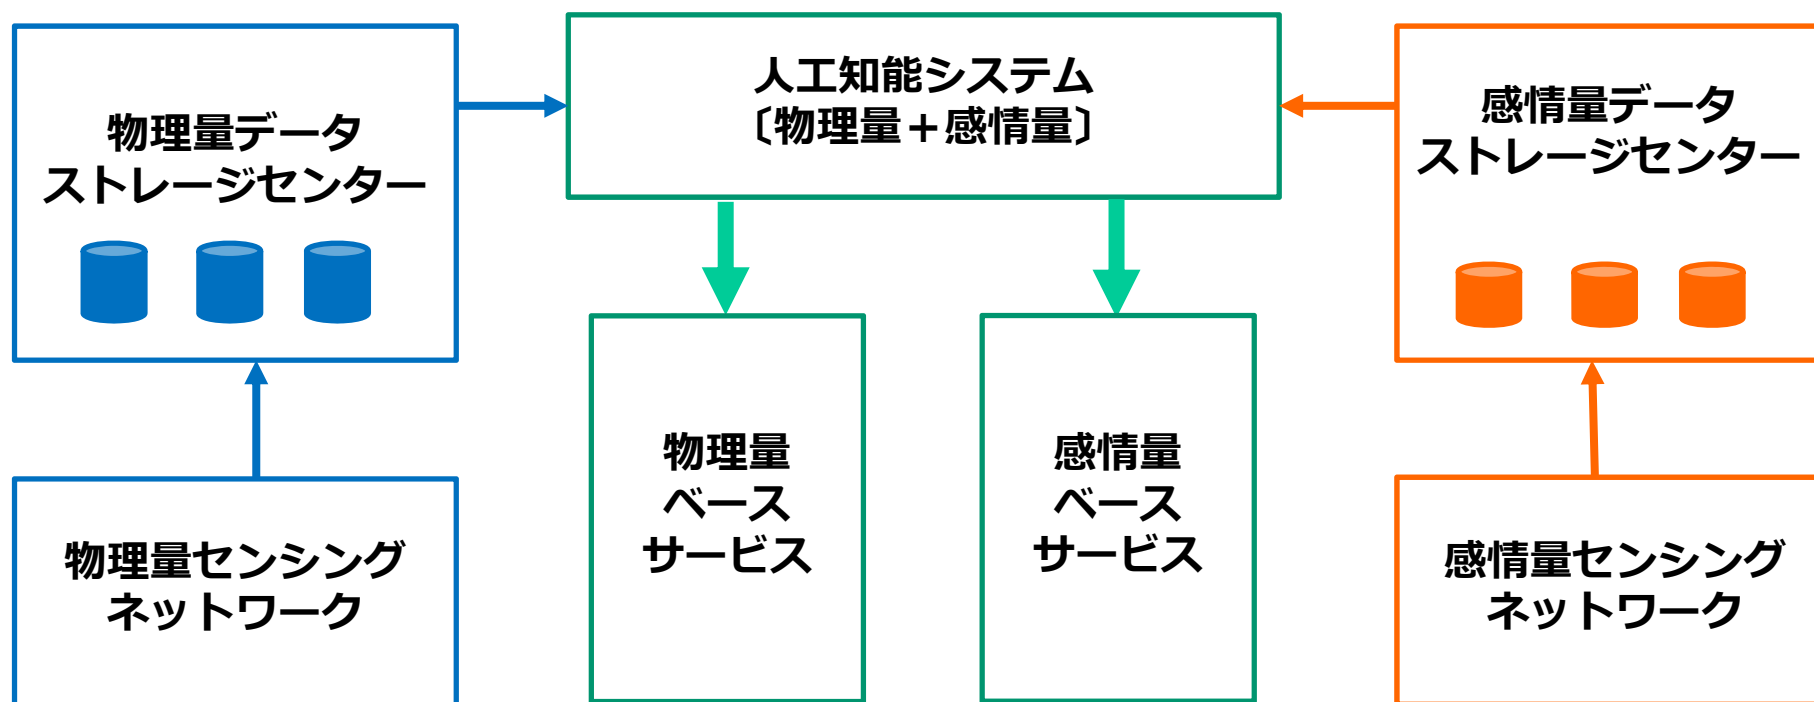 物理量データ
ストレージセンター
人工知能システム
〔物理量＋感情量〕
感情量データ
ストレージセンター
物理量センシング
ネットワーク
物理量
ベース
サービス
感情量
ベース
サービス
感情量センシング
ネットワーク